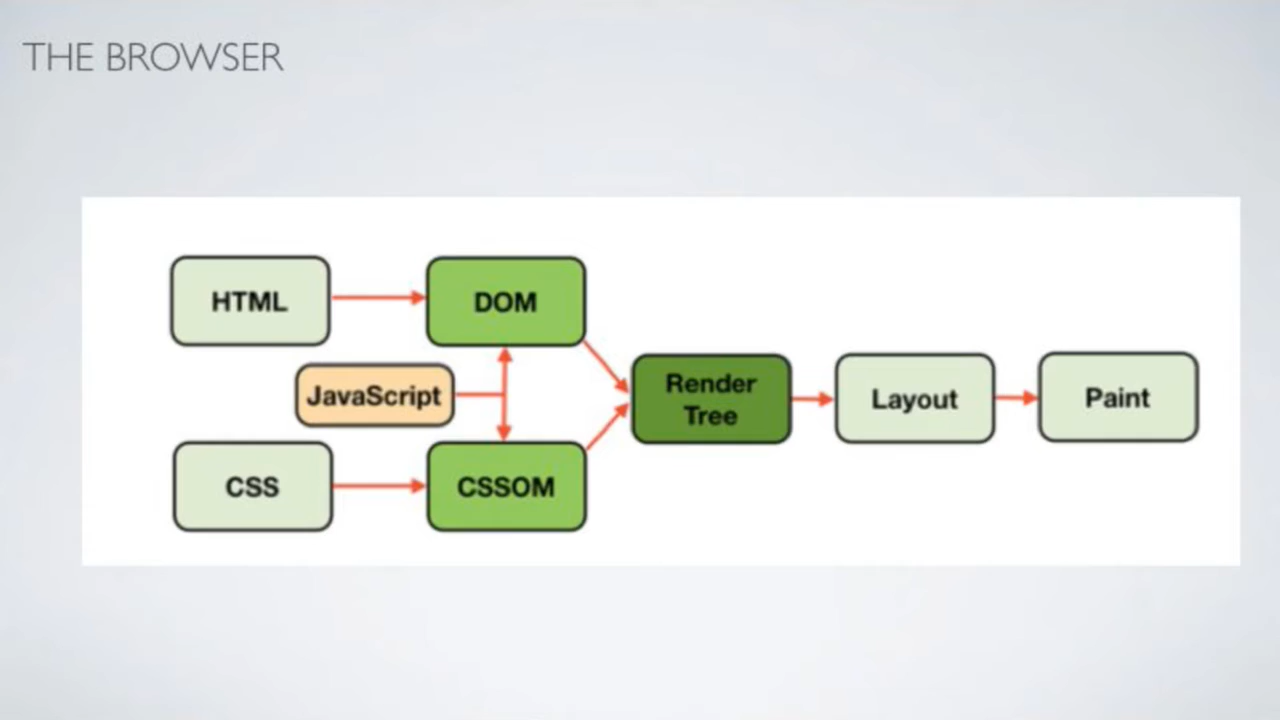 THE BROWSER
HTML
DOM
JavaScript
CSS
CSSOM
Render
Tree
Layout
Paint